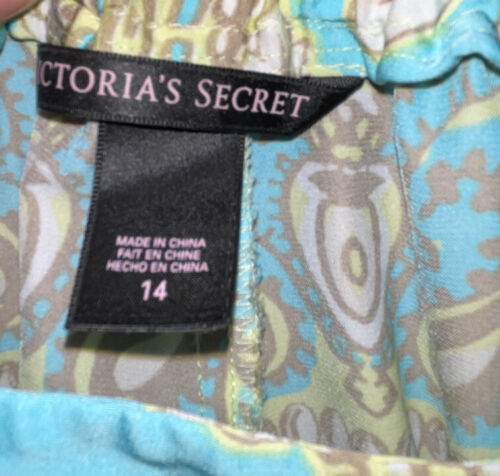 CTORIA'S SECRET
MADE IN CHINA
FAIT EN CHINE
HECHO EN CHINA
14